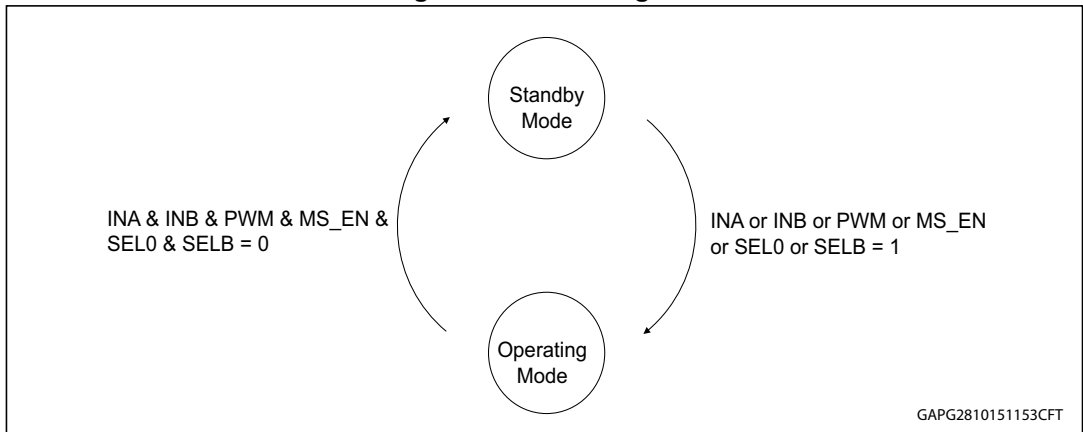 Standby
Mode
INA & INB & PWM & MS_EN &
SEL0 & SELB = 0
INA or INB or PWM or MS_EN
or SEL0 or SELB = 1
Operating
Mode
GAPG2810151153CFT